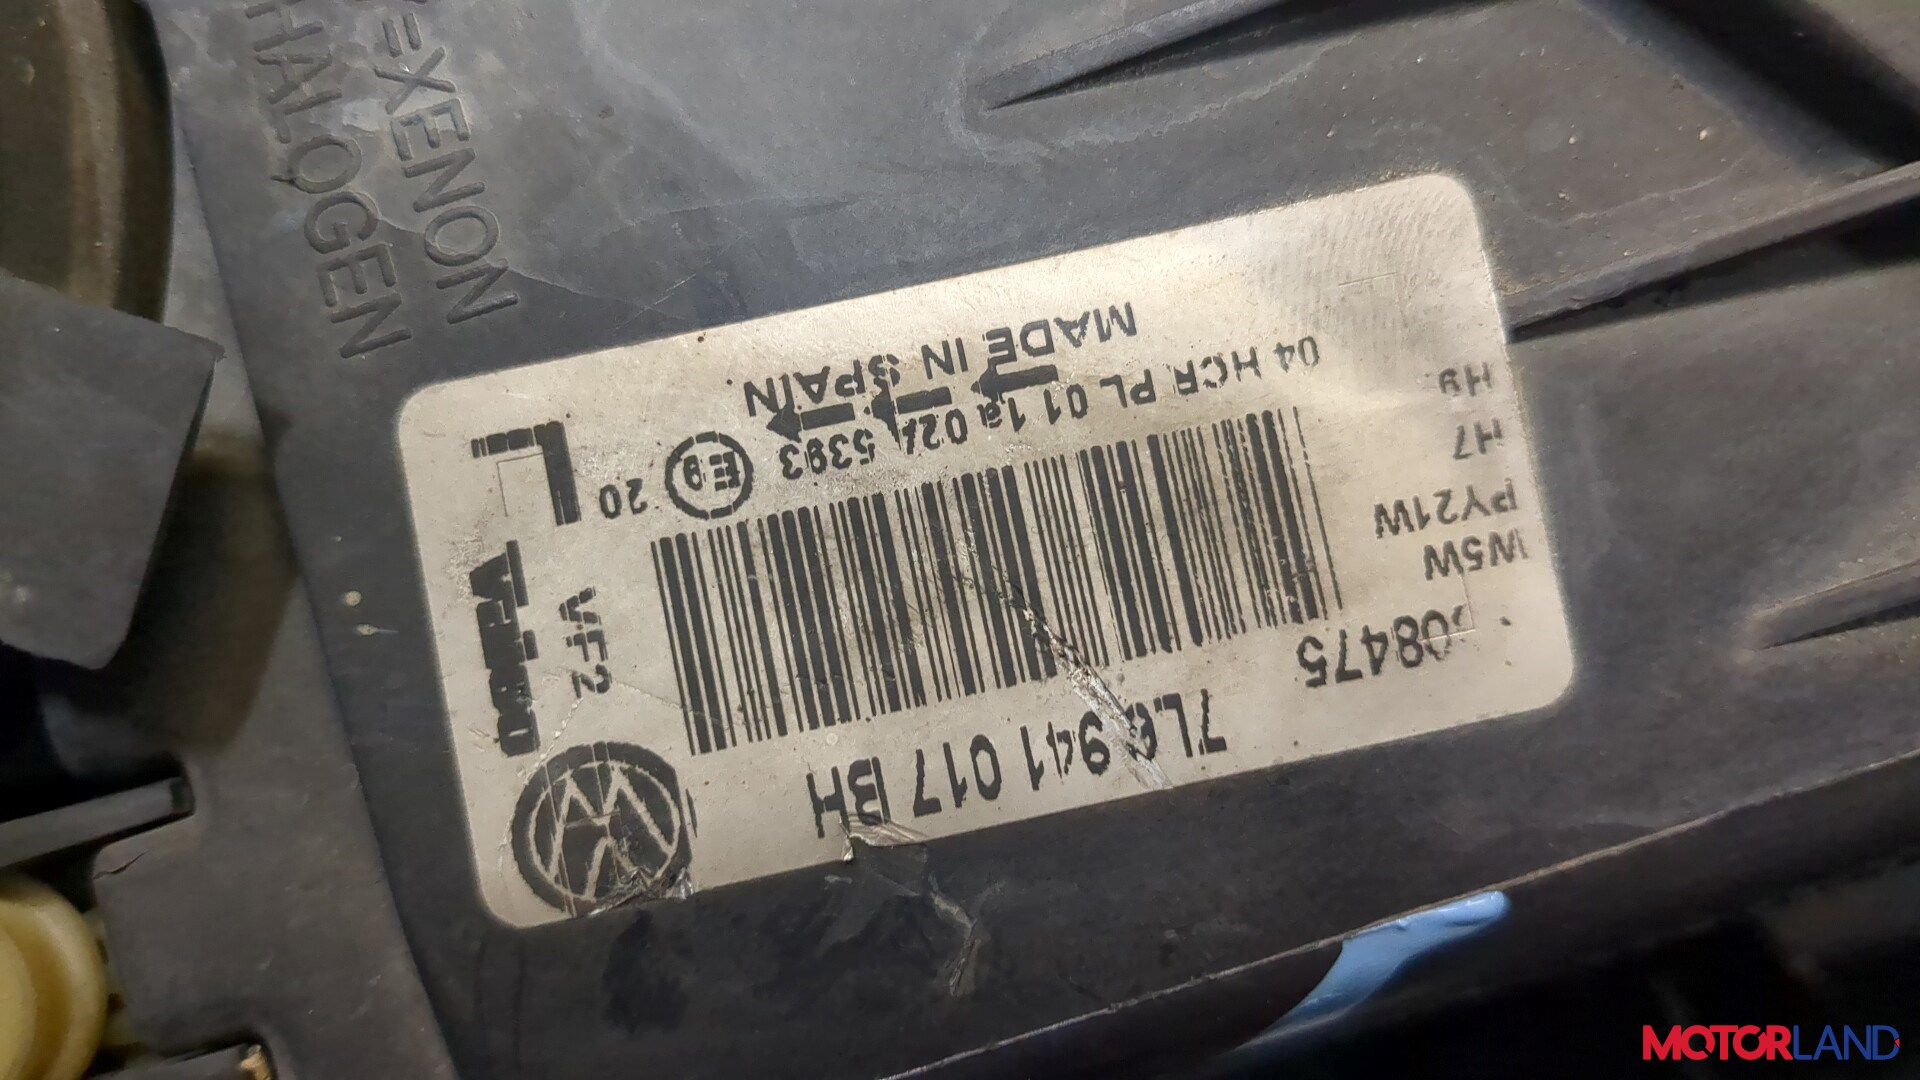 =XENON
HALOGEN
7L6 941 017 BH
08475
VF2
Valeo
W5W
PY21W
H7
H9
L
20
E9
5393
02A
01 1a
04 HCR PL
MADE IN SPAIN
MOTORLAND